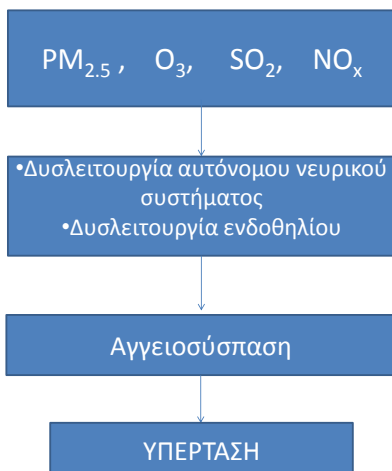 PM2.5 , O3, SO2, NOx
•Δυσλειτουργία αυτόνομου νευρικού
συστήματος
•Δυσλειτουργία ενδοθηλίου
Αγγειοσύσπαση
ΥΠΕΡΤΑΣΗ